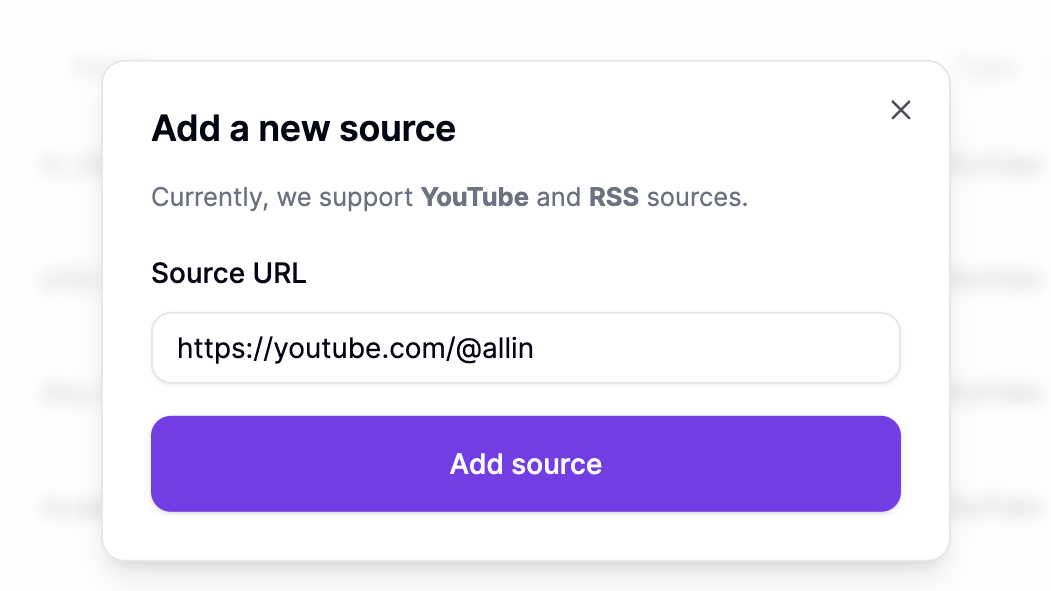 Add a new source
Currently, we support YouTube and RSS sources.
Source URL
https://youtube.com/@allin
Add source